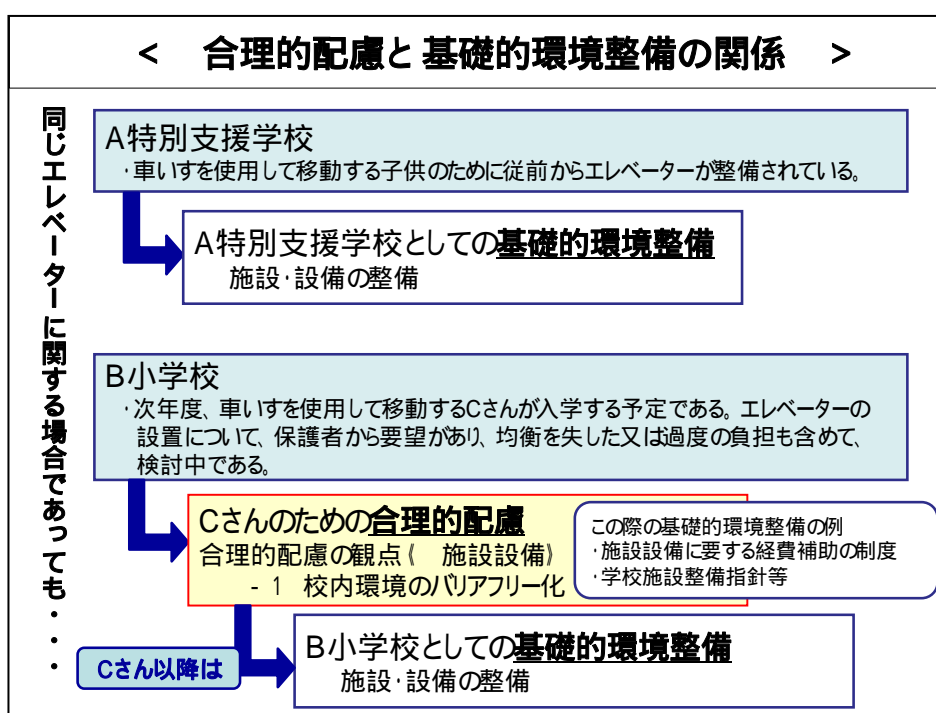 < 合理的配慮と 基礎的環境整備の関係 >
同じエレベーターに関する場合であっても・・・・
A特別支援学校
・車いすを使用して移動する子供のために従前からエレベーターが整備されている。
A特別支援学校としての基礎的環境整備
施設・設備の整備
B小学校
・次年度、車いすを使用して移動するCさんが入学する予定である。エレベーターの
設置について、保護者から要望があり、均衡を失した又は過度の負担も含めて、
検討中である。
Cさんのための合理的配慮
合理的配慮の観点( 施設設備)
- 1 校内環境のバリアフリー化
この際の基礎的環境整備の例
・施設設備に要する経費補助の制度
・学校施設整備指針等
Cさん以降は
B小学校としての基礎的環境整備
施設・設備の整備